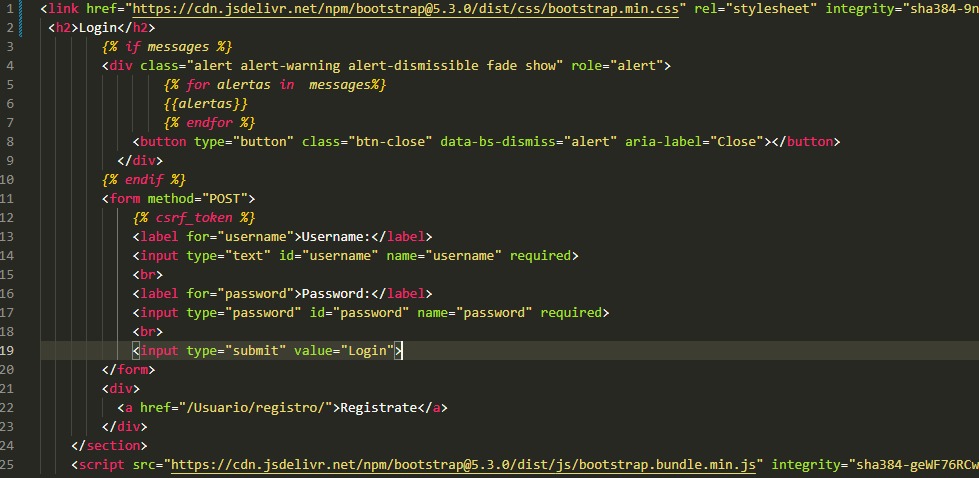 1 <link href="https://cdn.jsdelivr.net/npm/bootstrap@5.3.0/dist/css/bootstrap.min.css" rel="stylesheet" integrity="sha384-9n
2 <h2>Login</h2>
3 {% if messages %}
4 <div class="alert alert-warning alert-dismissible fade show" role="alert">
5 {% for alertas in  messages%}
6 {{alertas}}
7 {% endfor %}
8 <button type="button" class="btn-close" data-bs-dismiss="alert" aria-label="Close"></button>
9 </div>
10 {% endif %}
11 <form method="POST">
12 {% csrf_token %}
13 <label for="username">Username:</label>
14 <input type="text" id="username" name="username" required>
15 <br>
16 <label for="password">Password:</label>
17 <input type="password" id="password" name="password" required>
18 <br>
19 <input type="submit" value="Login">
20 </form>
21 <div>
22 <a href="/Usuario/registro/">Registrate</a>
23 </div>
24 </section>
25 <script src="https://cdn.jsdelivr.net/npm/bootstrap@5.3.0/dist/js/bootstrap.bundle.min.js" integrity="sha384-geWF76RCw